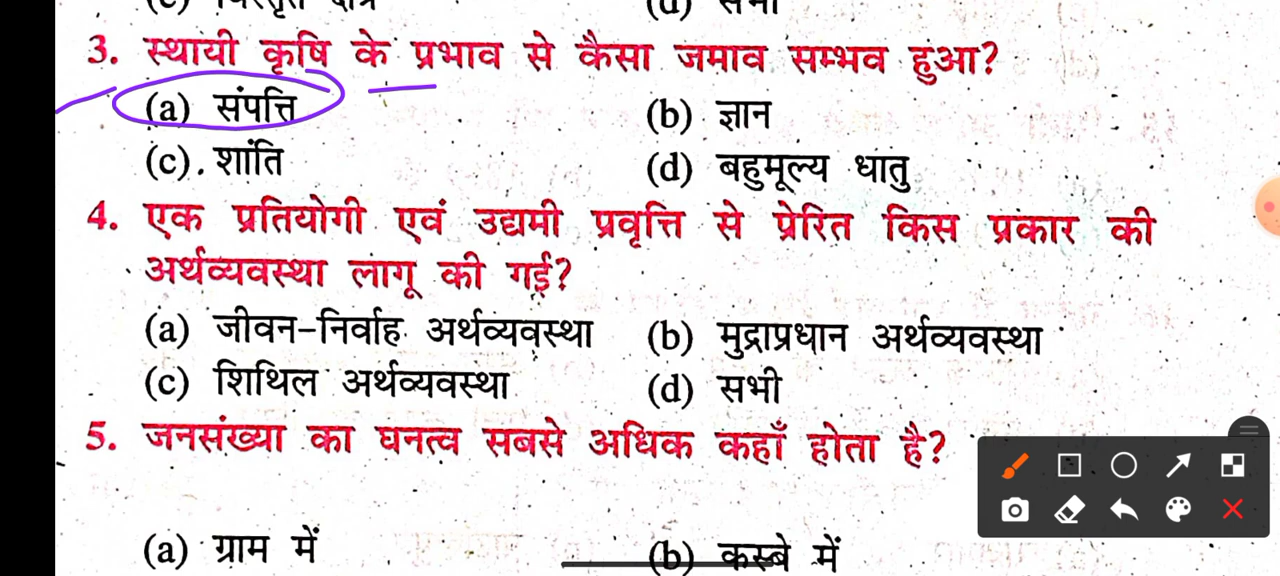 3. स्थायी कृषि के प्रभाव से कैसा जमाव सम्भव हुआ?
(a) संपत्ति (b) ज्ञान
(c) शांति (d) बहुमूल्य धातु
4. एक प्रतियोगी एवं उद्यमी प्रवृत्ति से प्रेरित किस प्रकार की
अर्थव्यवस्था लागू की गई?
(a) जीवन-निर्वाह अर्थव्यवस्था (b) मुद्राप्रधान अर्थव्यवस्था
(c) शिथिल अर्थव्यवस्था (d) सभी
5. जनसंख्या का घनत्व सबसे अधिक कहाँ होता है?
(a) ग्राम में (b) कस्बे में